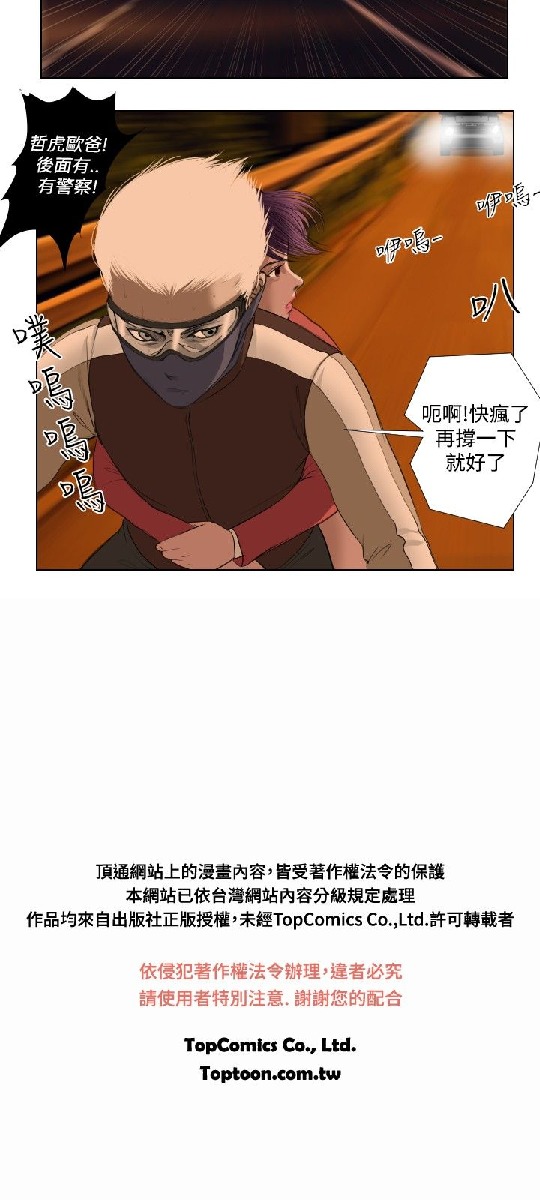 哲虎歐爸!
後面有..
有警察!
咿嗚~
咿嗚~
叭
噗
嗚
嗚
嗚
呃啊!快瘋了
再撐一下
就好了
頂通網站上的漫畫內容,皆受著作權法令的保護
本網站已依台灣網站內容分級規定處理
作品均來自出版社正版授權,未經TopComics Co.,Ltd.許可轉載者
依侵犯著作權法令辦理,違者必究
請使用者特別注意. 謝謝您的配合
TopComics Co., Ltd.
Toptoon.com.tw